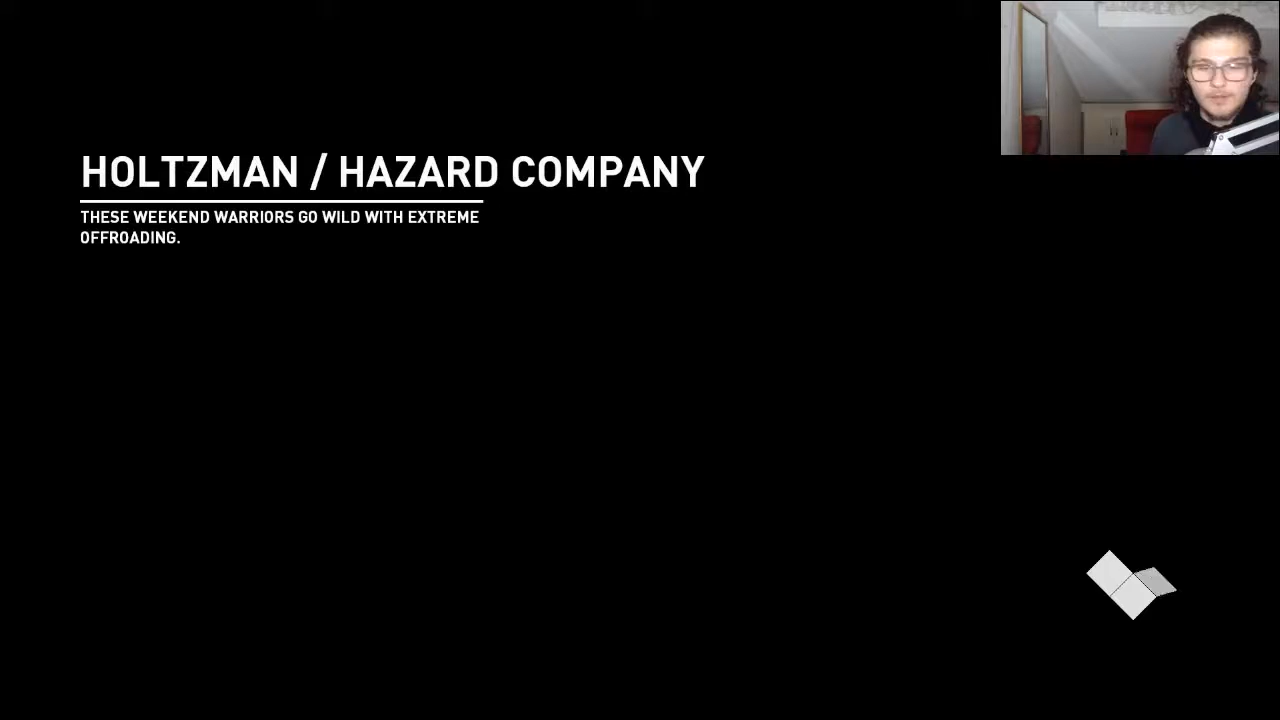 HOLTZMAN / HAZARD COMPANY
THESE WEEKEND WARRIORS GO WILD WITH EXTREME
OFFROADING.